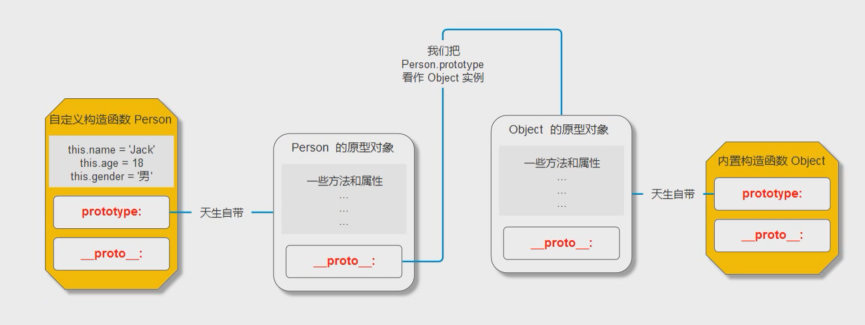 我们把
Person.prototype
看作 Object 实例
自定义构造函数 Person
this.name = 'Jack'
this.age = 18
this.gender = '男'
prototype:
__proto__:
天生自带
Person 的原型对象
一些方法和属性
...
...
...
__proto__:
Object 的原型对象
一些方法和属性
...
...
...
__proto__:
天生自带
内置构造函数 Object
prototype:
__proto__: